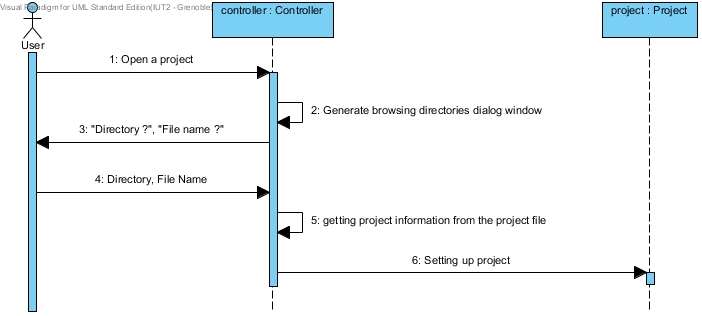 Visual Paradigm for UML Standard Edition(IUT2 - Grenoble
controller : Controller
project : Project
User
1: Open a project
2: Generate browsing directories dialog window
3: "Directory ?", "File name ?"
4: Directory, File Name
5: getting project information from the project file
6: Setting up project